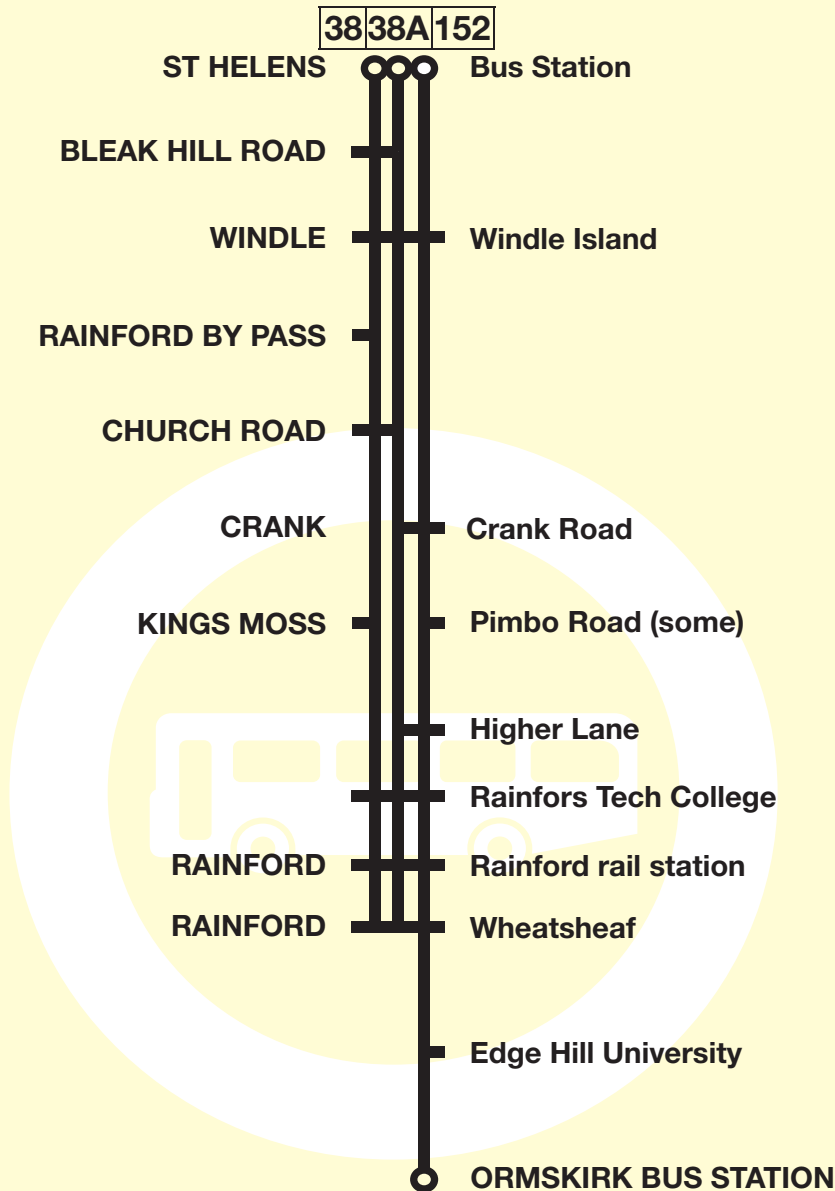 38 38A 152
ST HELENS Bus Station
BLEAK HILL ROAD
WINDLE Windle Island
RAINFORD BY PASS
CHURCH ROAD
CRANK Crank Road
KINGS MOSS Pimbo Road (some)
Higher Lane
Rainfors Tech College
RAINFORD Rainford rail station
RAINFORD Wheatsheaf
Edge Hill University
ORMSKIRK BUS STATION